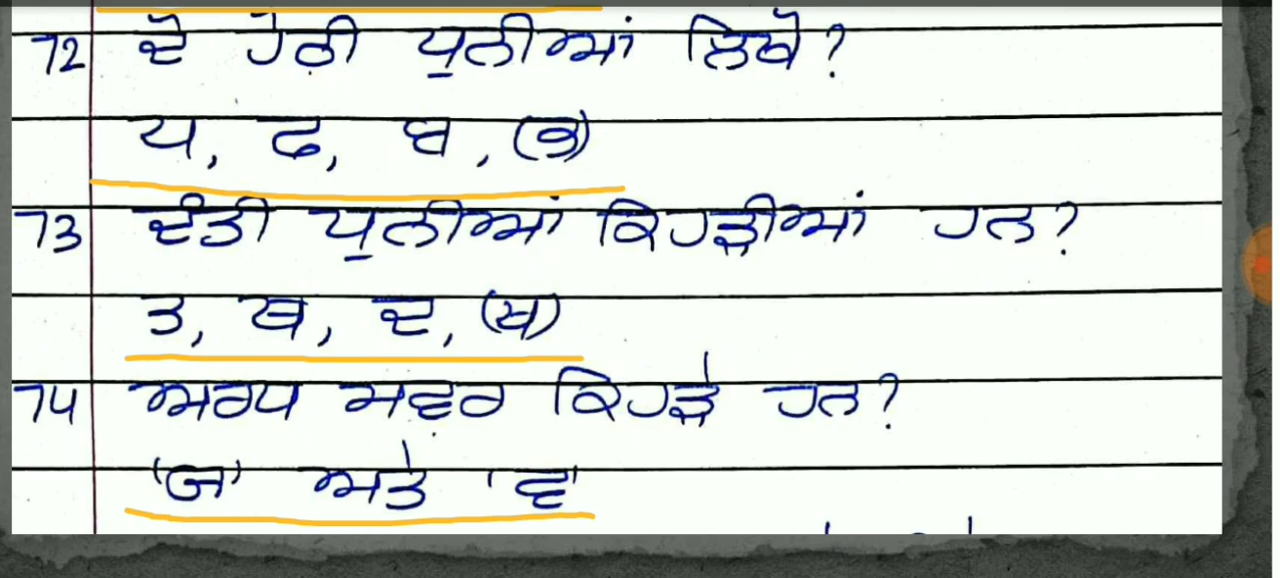 72 ਦੋ ਹੋਠੀ ਧੁਨੀਆਂ ਲਿਖੋ?
ਪ, ਫ, ਬ, (ਭ)
73 ਦੰਤੀ ਧੁਨੀਆਂ ਕਿਹੜੀਆਂ ਹਨ?
ਤ, ਥ, ਦ, (ਧ)
74 ਅਰਧ ਸਵਰ ਕਿਹੜੇ ਹਨ?
'ਯ' ਅਤੇ 'ਵ'